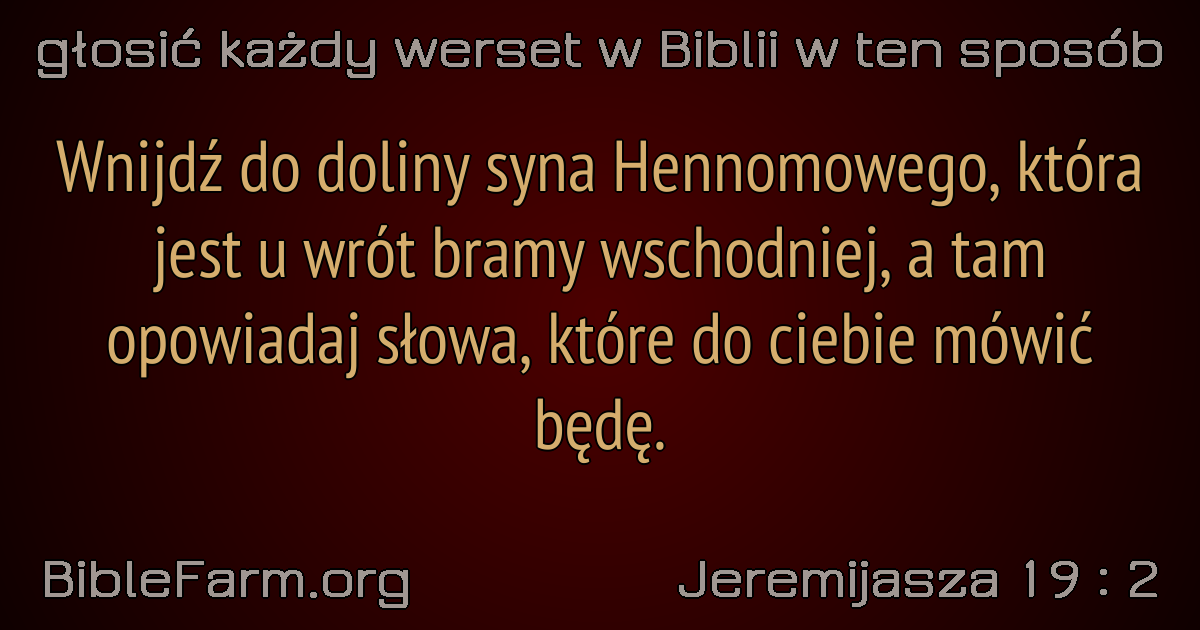 głosić każdy werset w Biblii w ten sposób
Wnijdź do doliny syna Hennomowego, która
jest u wrót bramy wschodniej, a tam
opowiadaj słowa, które do ciebie mówić
będę.
BibleFarm.org
Jeremijasza 19 : 2